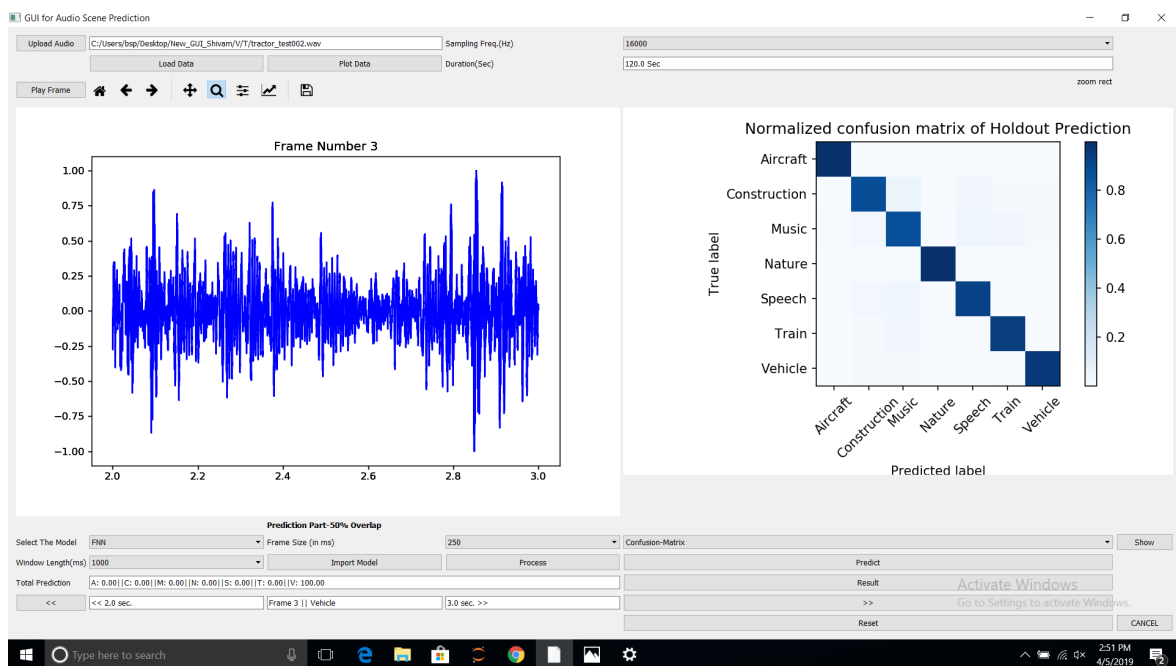 GUI for Audio Scene Prediction
Upload Audio C:/Users/bsp/Desktop/New_GUI_Shivam/V/T/tractor_test002.wav Sampling Freq.(Hz) 16000
Load Data Plot Data Duration(Sec) 120.0 Sec
zoom rect
Play Frame
Frame Number 3
1.00
0.75
0.50
0.25
0.00
−0.25
−0.50
−0.75
−1.00
2.0 2.2 2.4 2.6 2.8 3.0
Normalized confusion matrix of Holdout Prediction
True label
Aircraft
Construction
Music
Nature
Speech
Train
Vehicle
Aircraft Construction Music Nature Speech Train Vehicle
Predicted label
0.8
0.6
0.4
0.2
Prediction Part-50% Overlap
Select The Model FNN Frame Size (in ms) 250 Confusion-Matrix Show
Window Length(ms) 1000 Import Model Process Predict
Total Prediction A: 0.00||C: 0.00||M: 0.00||N: 0.00||S: 0.00||T: 0.00||V: 100.00 Result
<< << 2.0 sec. Frame 3 || Vehicle 3.0 sec. >> >>
Reset CANCEL
Activate Windows
Go to Settings to activate Windows.
Type here to search
2:51 PM
4/5/2019